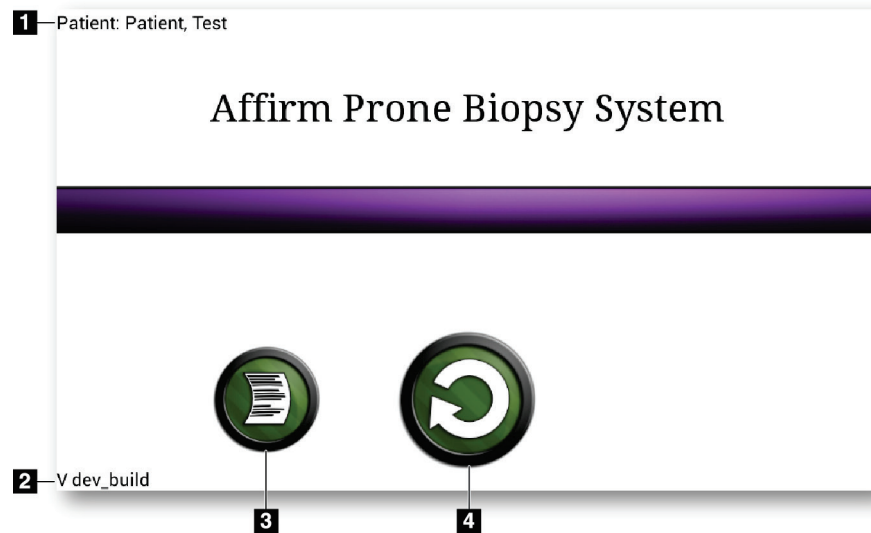 1 Patient: Patient, Test
Affirm Prone Biopsy System
2 V dev_build
3 4